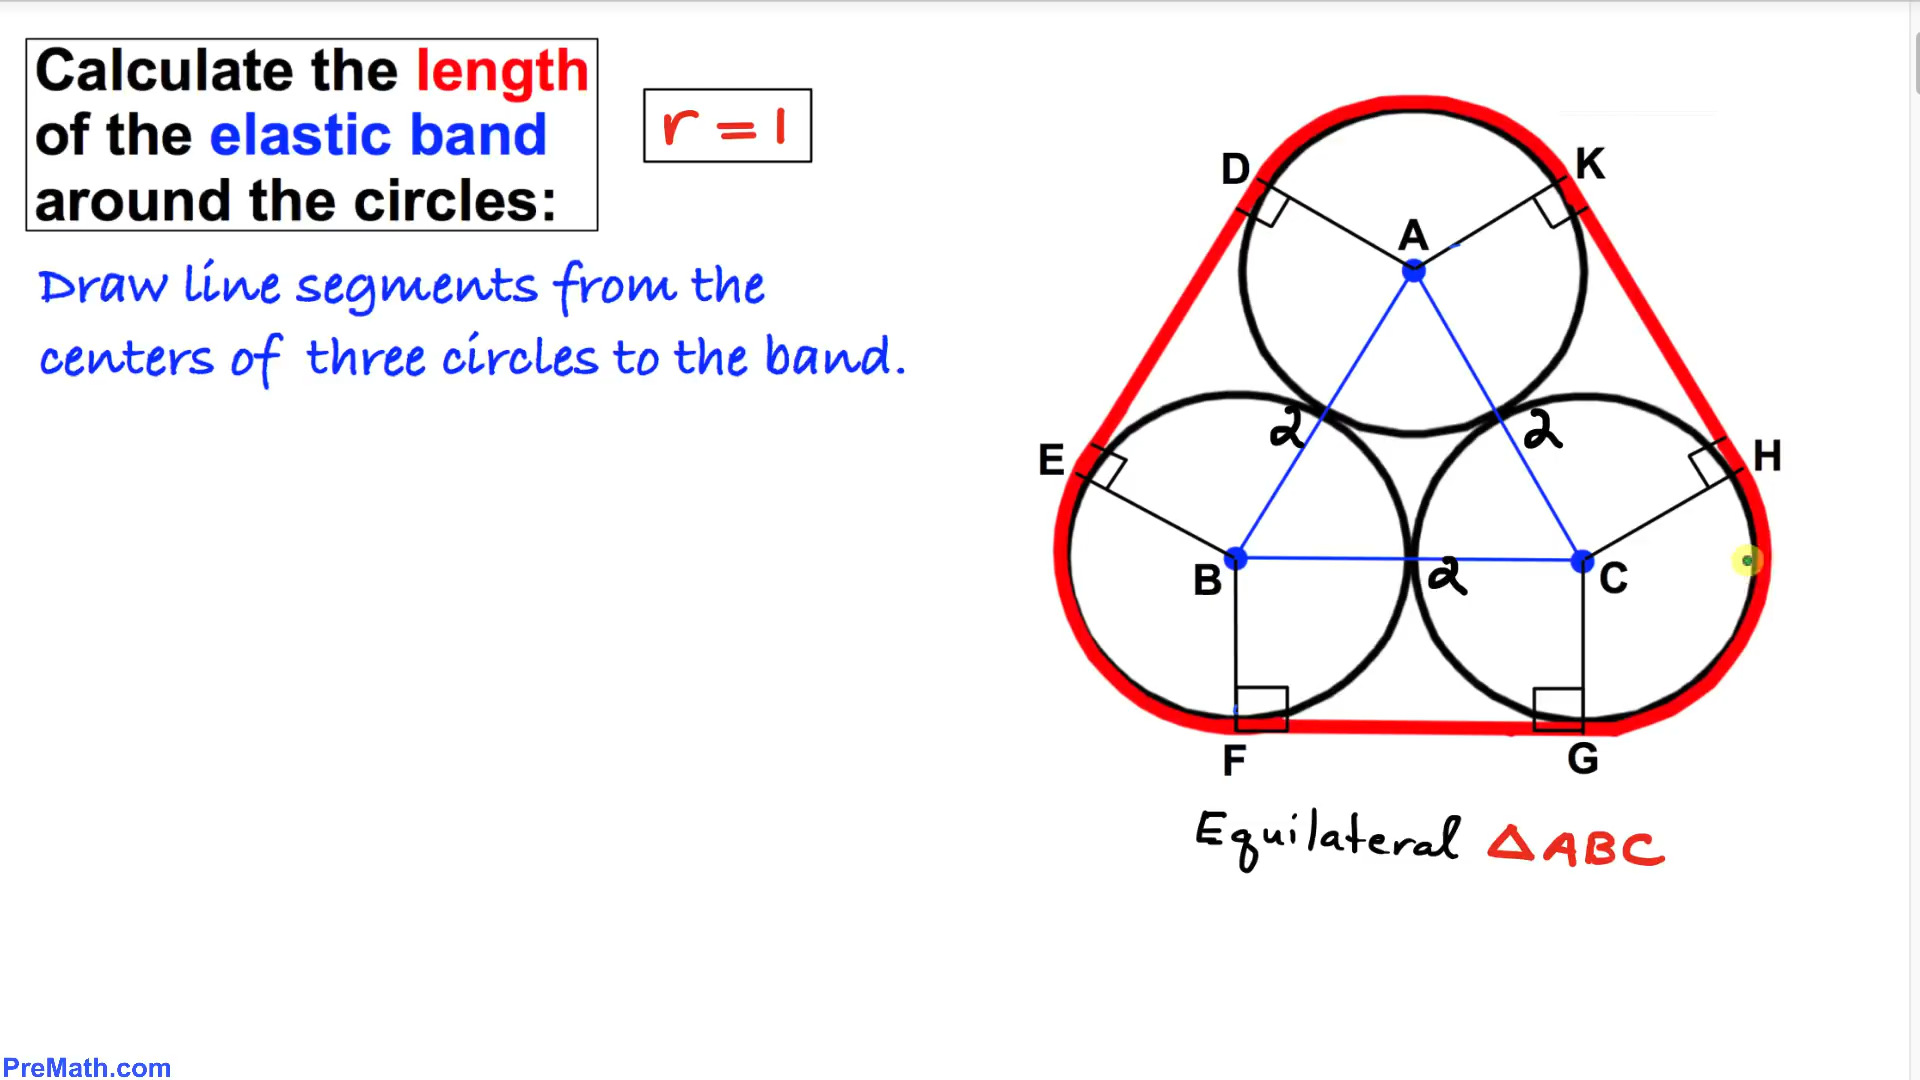 Calculate the length
of the elastic band
around the circles:
r = 1
Draw line segments from the
centers of three circles to the band.
D
K
A
2
2
E
H
B
2
C
F
G
Equilateral △ABC
PreMath.com